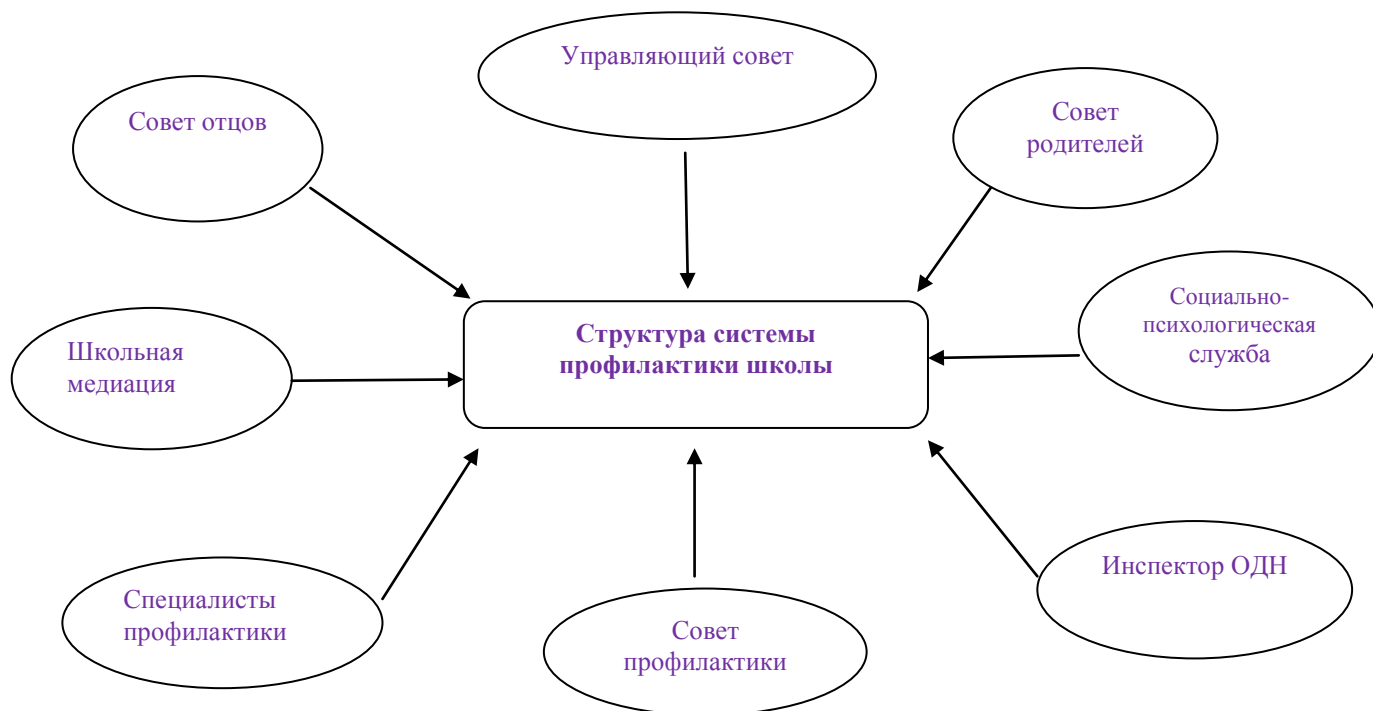 Управляющий совет
Совет отцов
Совет
родителей
Социально-
психологическая
служба
Структура системы
профилактики школы
Школьная
медиация
Инспектор ОДН
Специалисты
профилактики
Совет
профилактики